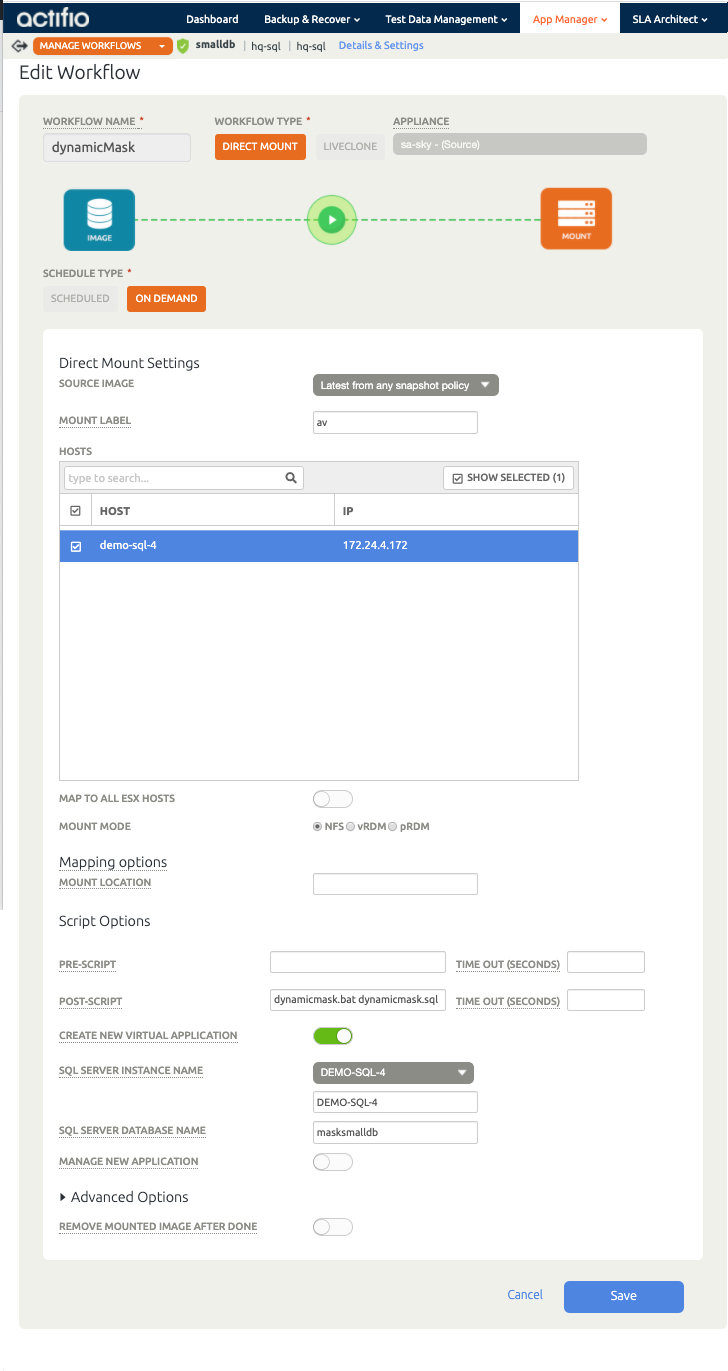 actifio Dashboard Backup & Recover Test Data Management App Manager SLA Architect
MANAGE WORKFLOWS smalldb | hq-sql | hq-sql Details & Settings
Edit Workflow
WORKFLOW NAME * WORKFLOW TYPE * APPLIANCE
dynamicMask DIRECT MOUNT LIVECLONE sa-sky - (Source)
IMAGE MOUNT
SCHEDULE TYPE *
SCHEDULED ON DEMAND
Direct Mount Settings
SOURCE IMAGE Latest from any snapshot policy
MOUNT LABEL av
HOSTS
type to search... SHOW SELECTED (1)
HOST IP
demo-sql-4 172.24.4.172
MAP TO ALL ESX HOSTS
MOUNT MODE NFS vRDM pRDM
Mapping options
MOUNT LOCATION
Script Options
PRE-SCRIPT TIME OUT (SECONDS)
POST-SCRIPT dynamicmask.bat dynamicmask.sql TIME OUT (SECONDS)
CREATE NEW VIRTUAL APPLICATION
SQL SERVER INSTANCE NAME DEMO-SQL-4
DEMO-SQL-4
SQL SERVER DATABASE NAME masksmalldb
MANAGE NEW APPLICATION
Advanced Options
REMOVE MOUNTED IMAGE AFTER DONE
Cancel Save